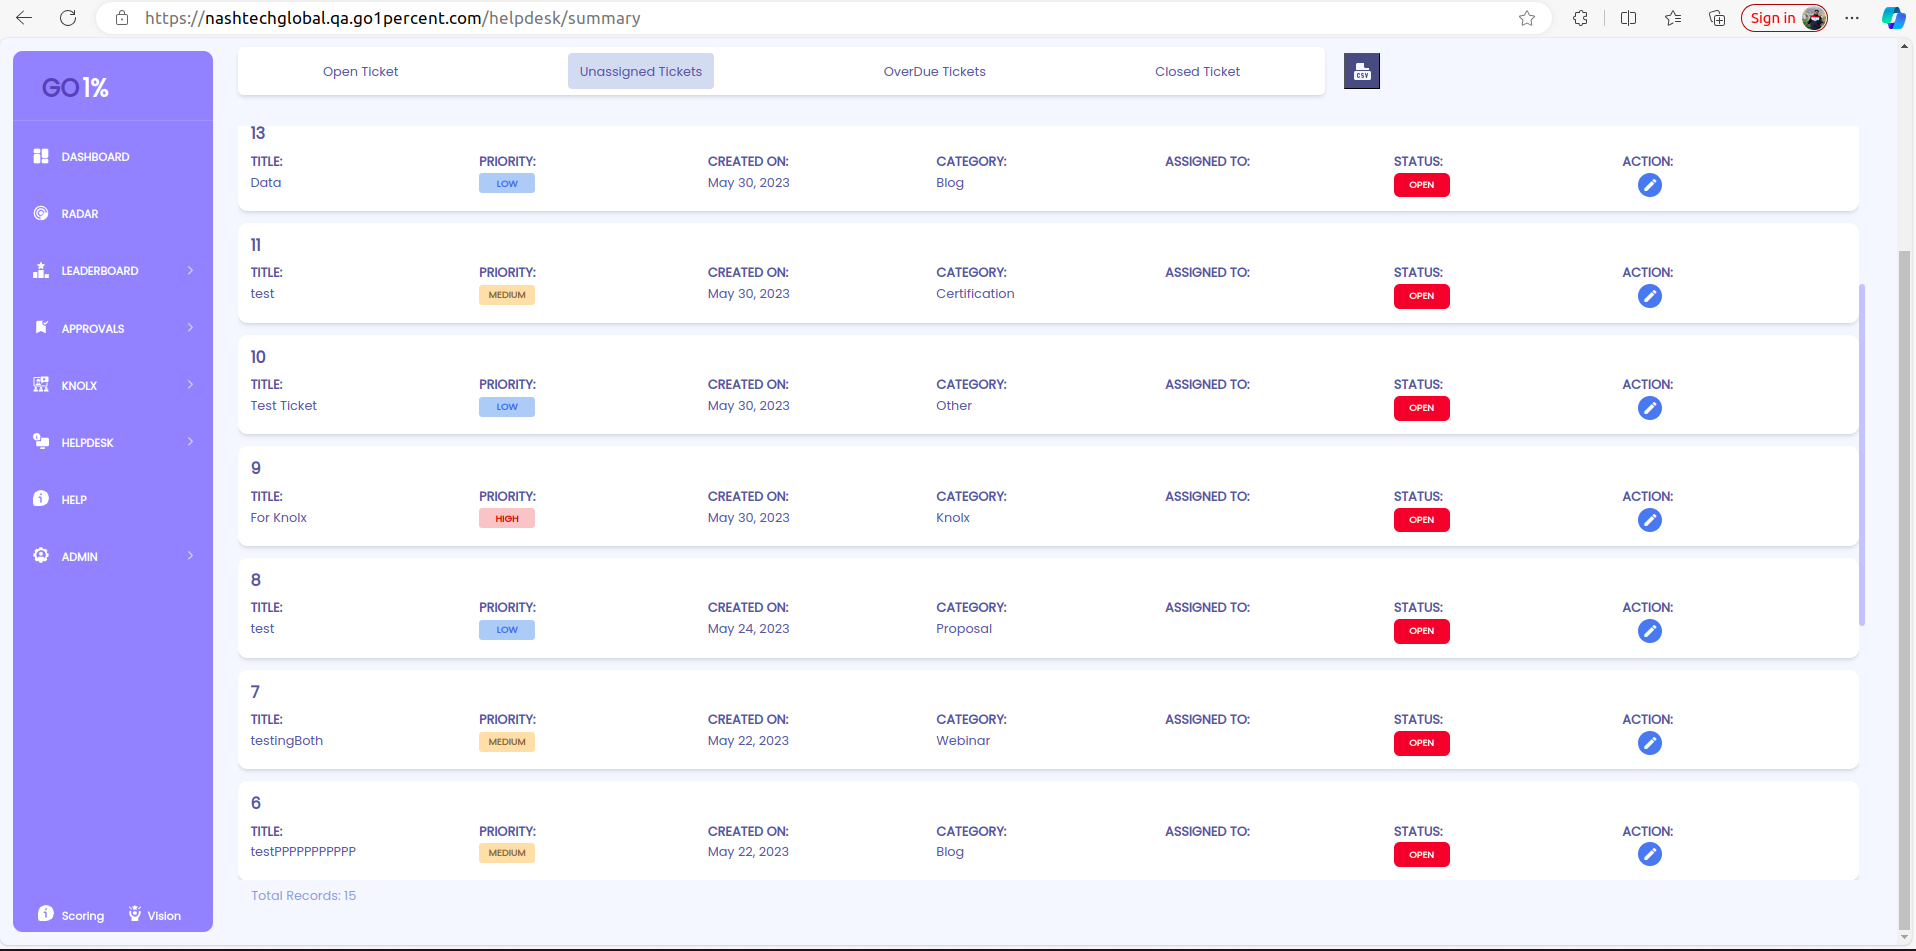 https://nashtechglobal.qa.go1percent.com/helpdesk/summary
Sign in
GO1%
DASHBOARD
RADAR
LEADERBOARD
APPROVALS
KNOLX
HELPDESK
HELP
ADMIN
Scoring
Vision
Open Ticket
Unassigned Tickets
OverDue Tickets
Closed Ticket
CSV
13
TITLE: PRIORITY: CREATED ON: CATEGORY: ASSIGNED TO: STATUS: ACTION:
Data LOW May 30, 2023 Blog OPEN
11
TITLE: PRIORITY: CREATED ON: CATEGORY: ASSIGNED TO: STATUS: ACTION:
test MEDIUM May 30, 2023 Certification OPEN
10
TITLE: PRIORITY: CREATED ON: CATEGORY: ASSIGNED TO: STATUS: ACTION:
Test Ticket LOW May 30, 2023 Other OPEN
9
TITLE: PRIORITY: CREATED ON: CATEGORY: ASSIGNED TO: STATUS: ACTION:
For Knolx HIGH May 30, 2023 Knolx OPEN
8
TITLE: PRIORITY: CREATED ON: CATEGORY: ASSIGNED TO: STATUS: ACTION:
test LOW May 24, 2023 Proposal OPEN
7
TITLE: PRIORITY: CREATED ON: CATEGORY: ASSIGNED TO: STATUS: ACTION:
testingBoth MEDIUM May 22, 2023 Webinar OPEN
6
TITLE: PRIORITY: CREATED ON: CATEGORY: ASSIGNED TO: STATUS: ACTION:
testPPPPPPPPPPP MEDIUM May 22, 2023 Blog OPEN
Total Records: 15